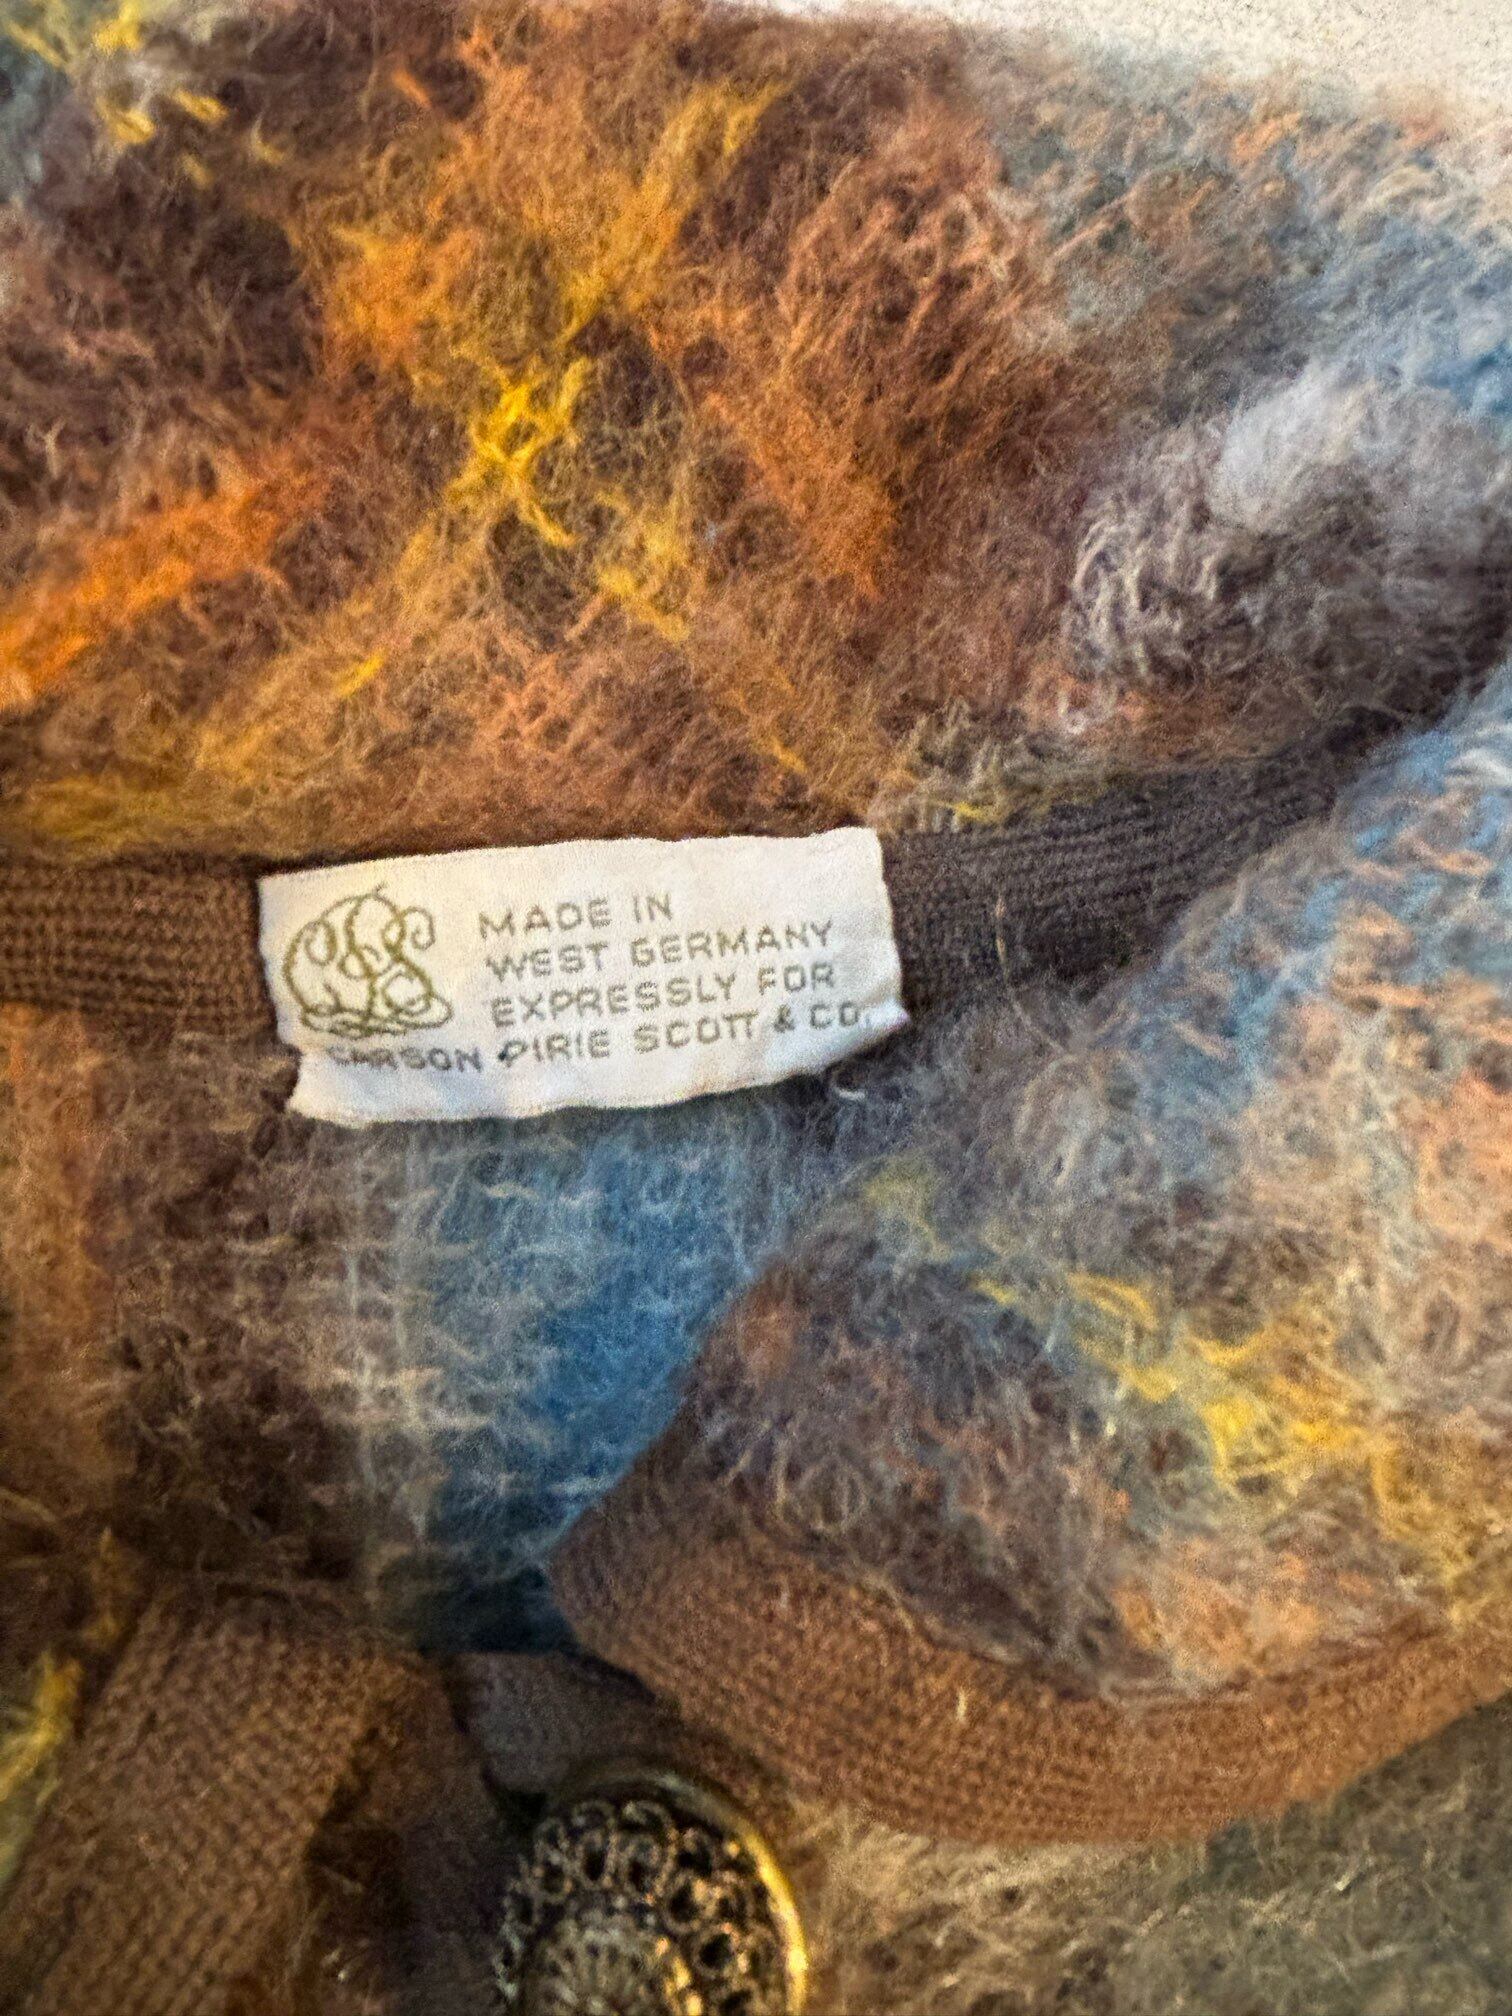 MADE IN
WEST GERMANY
EXPRESSLY FOR
CARSON PIRIE SCOTT & CO.